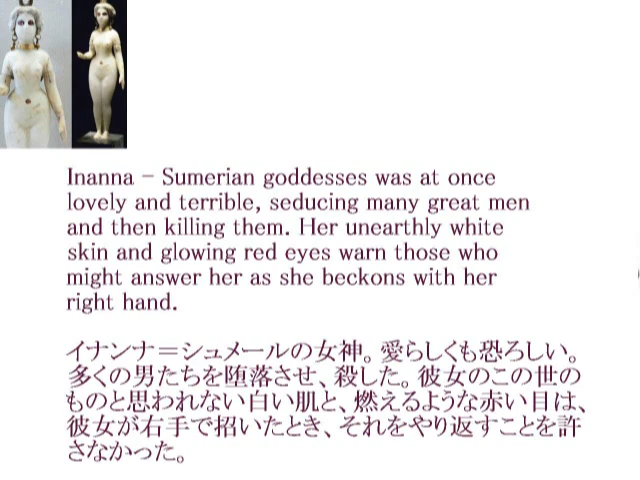 Inanna - Sumerian goddesses was at once
lovely and terrible, seducing many great men
and then killing them. Her unearthly white
skin and glowing red eyes warn those who
might answer her as she beckons with her
right hand.
イナンナ＝シュメールの女神。愛らしくも恐ろしい。
多くの男たちを堕落させ、殺した。彼女のこの世の
ものと思われない白い肌と、燃えるような赤い目は、
彼女が右手で招いたとき、それをやり返すことを許
さなかった。